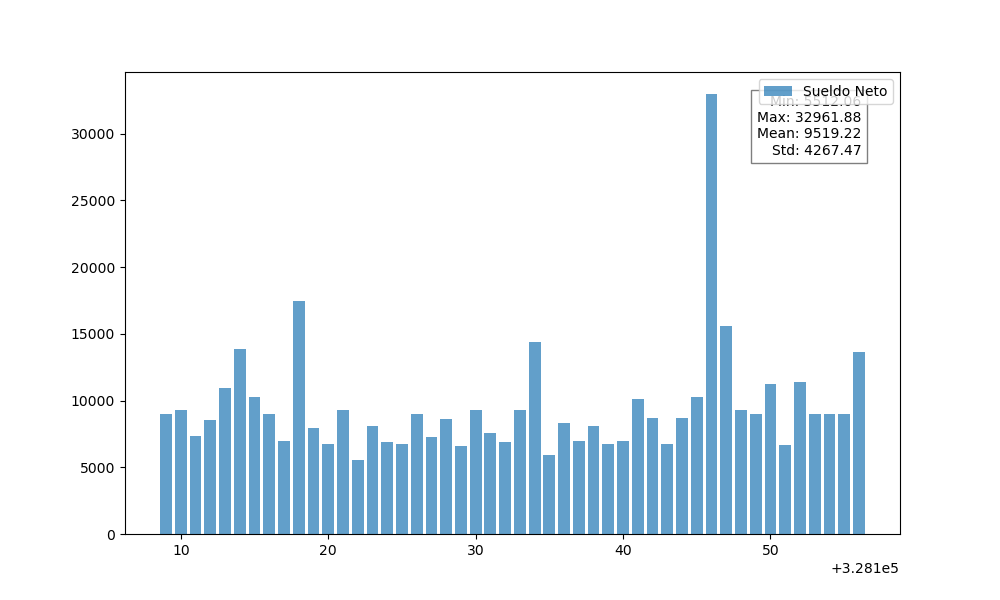 Sueldo Neto
Min: 5512.06
Max: 32961.88
Mean: 9519.22
Std: 4267.47
30000
25000
20000
15000
10000
5000
0
10 20 30 40 50
+3.281e5